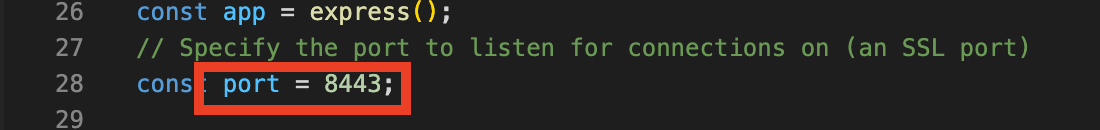 26 const app = express();
27 // Specify the port to listen for connections on (an SSL port)
28 const port = 8443;
29